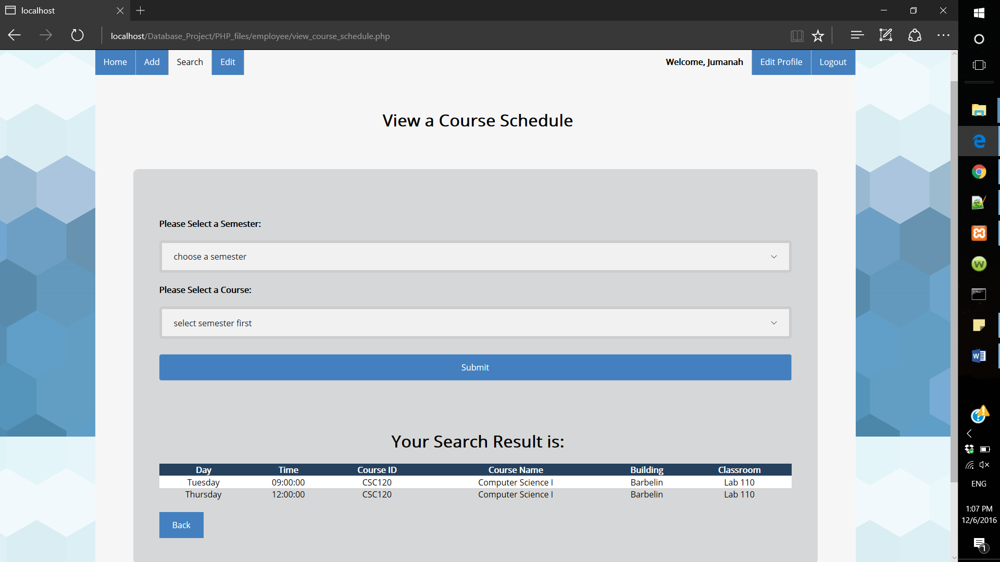 localhost
localhost/Database_Project/PHP_files/employee/view_course_schedule.php
Home Add Search Edit Welcome, Jumanah Edit Profile Logout
View a Course Schedule
Please Select a Semester:
choose a semester
Please Select a Course:
select semester first
Submit
Your Search Result is:
Day Time Course ID Course Name Building Classroom
Tuesday 09:00:00 CSC120 Computer Science I Barbelin Lab 110
Thursday 12:00:00 CSC120 Computer Science I Barbelin Lab 110
Back
ENG
1:07 PM
12/6/2016
1